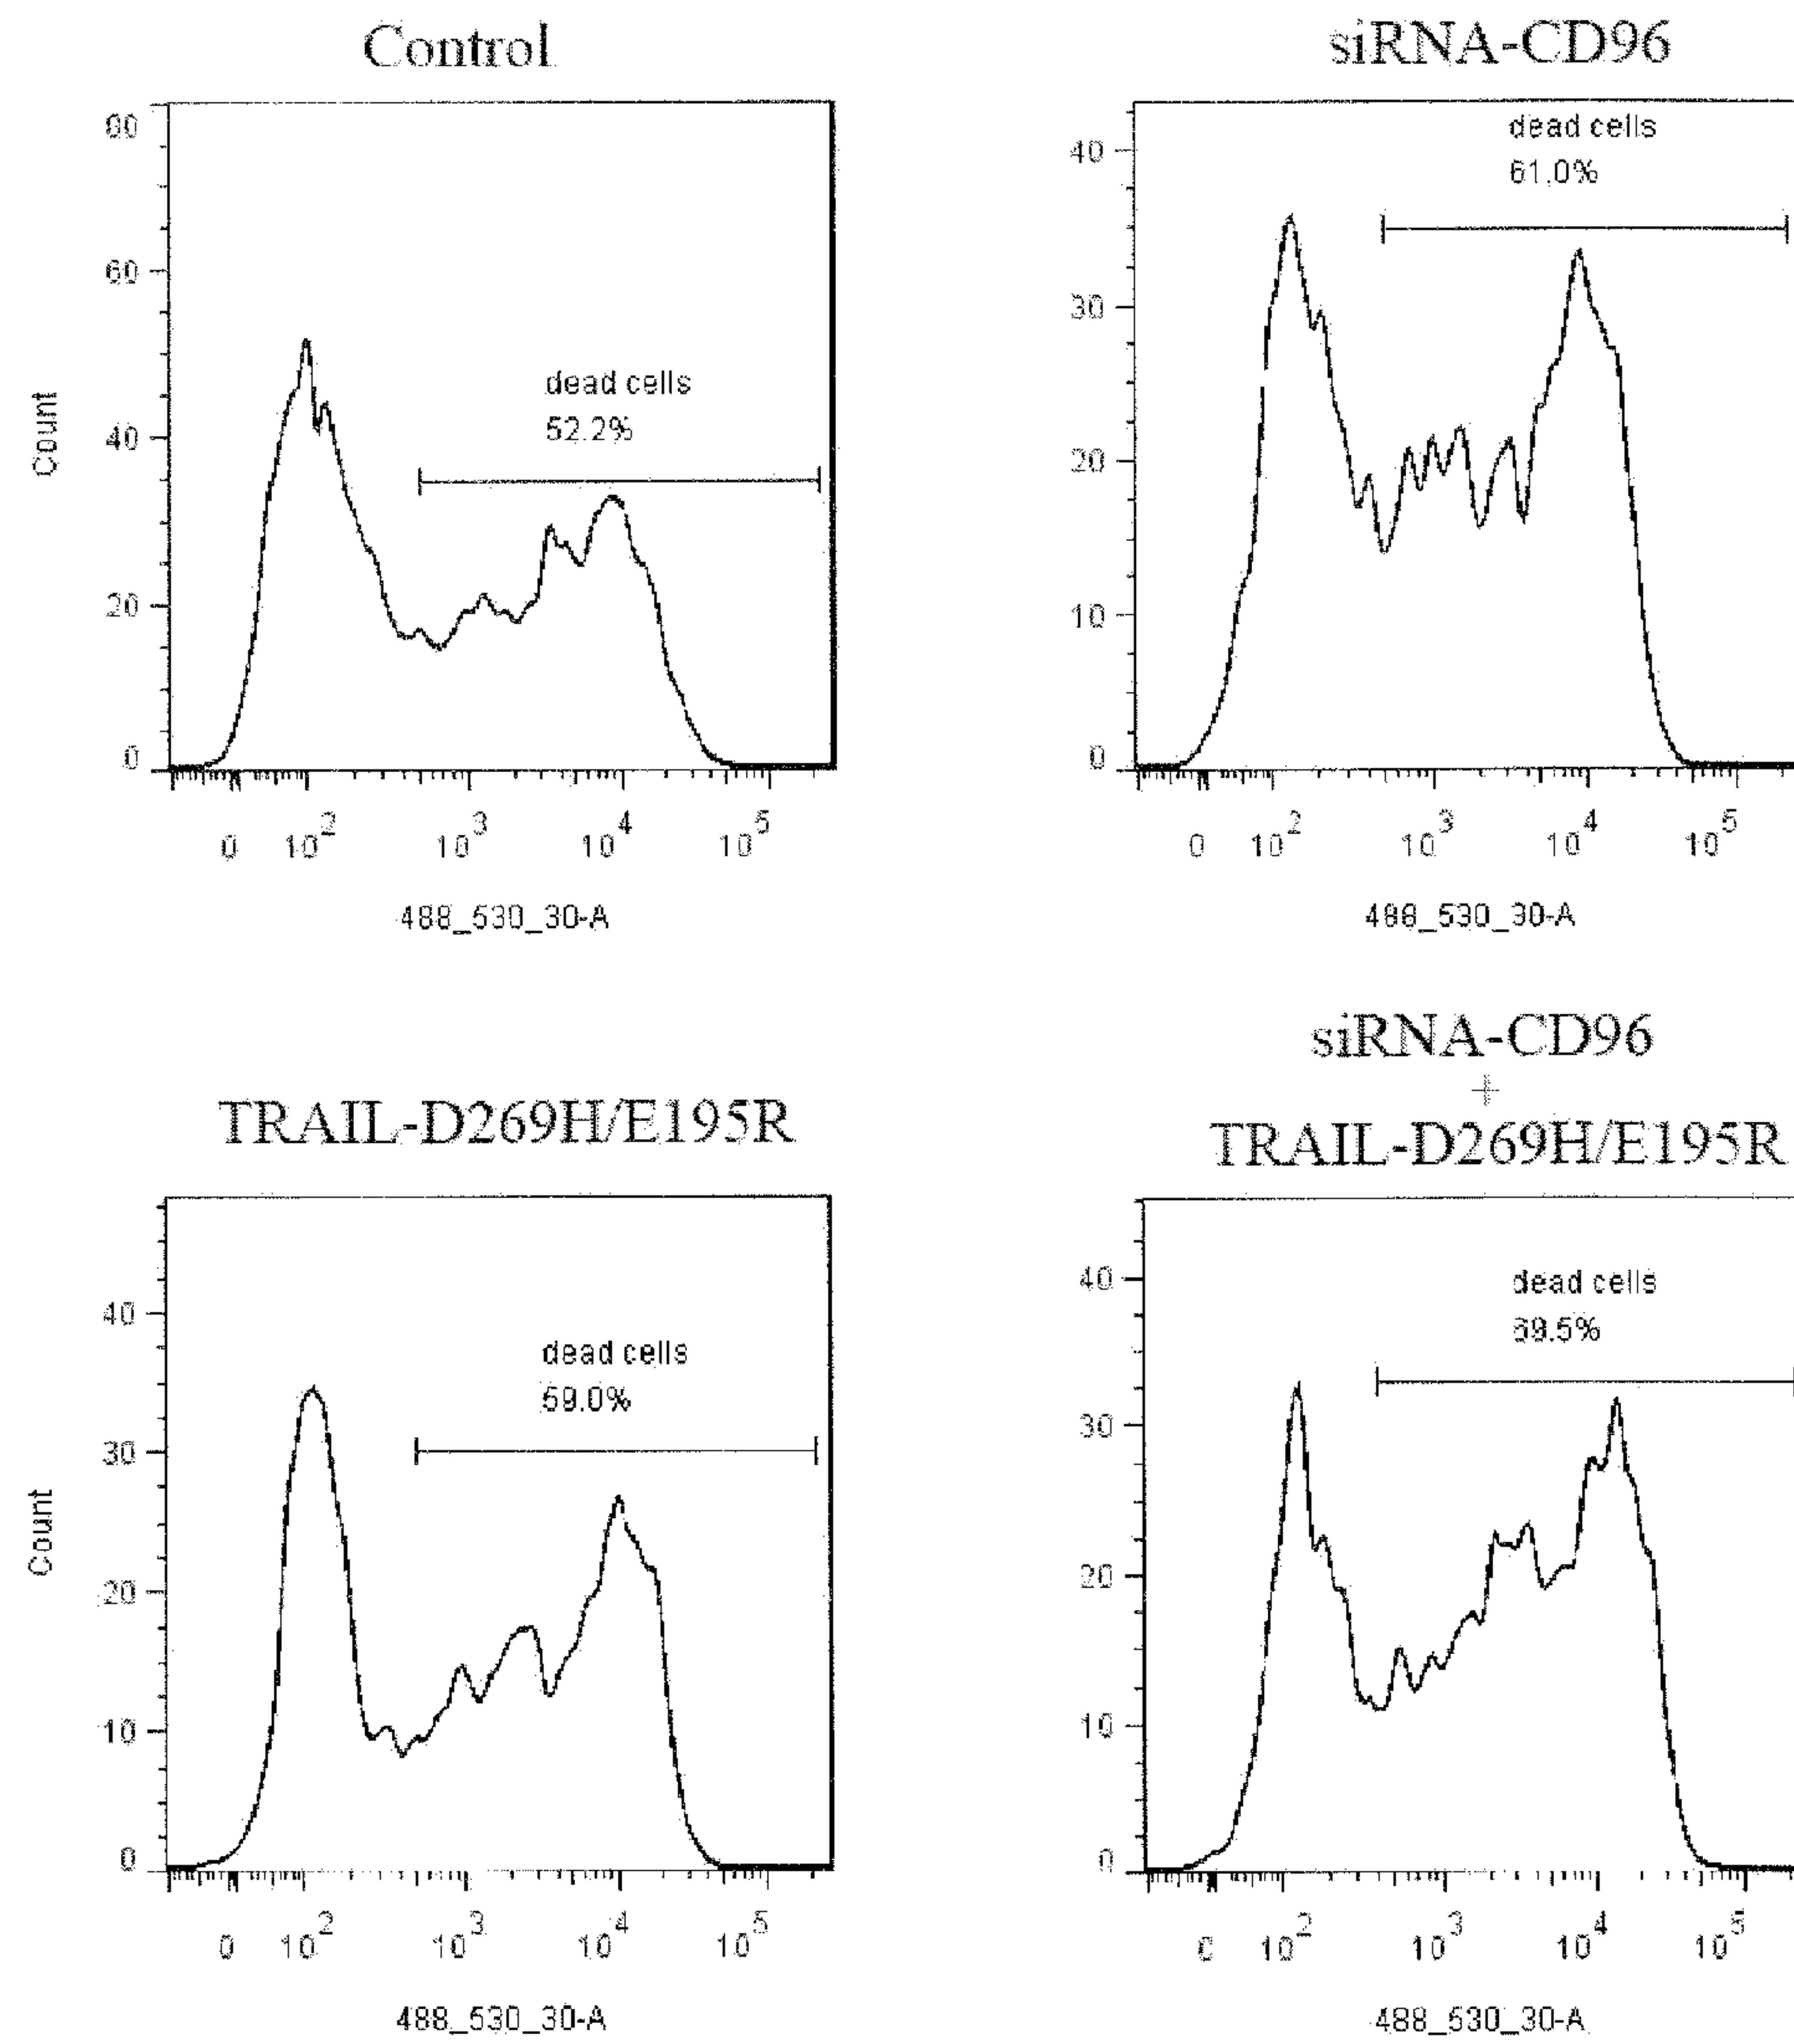 Control
80
60
40
20
0
Count
dead cells
52.2%
0 10^2 10^3 10^4 10^5
488_530_30-A
siRNA-CD96
40
30
20
10
0
dead cells
61.0%
0 10^2 10^3 10^4 10^5
488_530_30-A
TRAIL-D269H/E195R
40
30
20
10
0
Count
dead cells
59.0%
0 10^2 10^3 10^4 10^5
488_530_30-A
siRNA-CD96
+
TRAIL-D269H/E195R
40
30
20
10
0
dead cells
69.5%
0 10^2 10^3 10^4 10^5
488_530_30-A